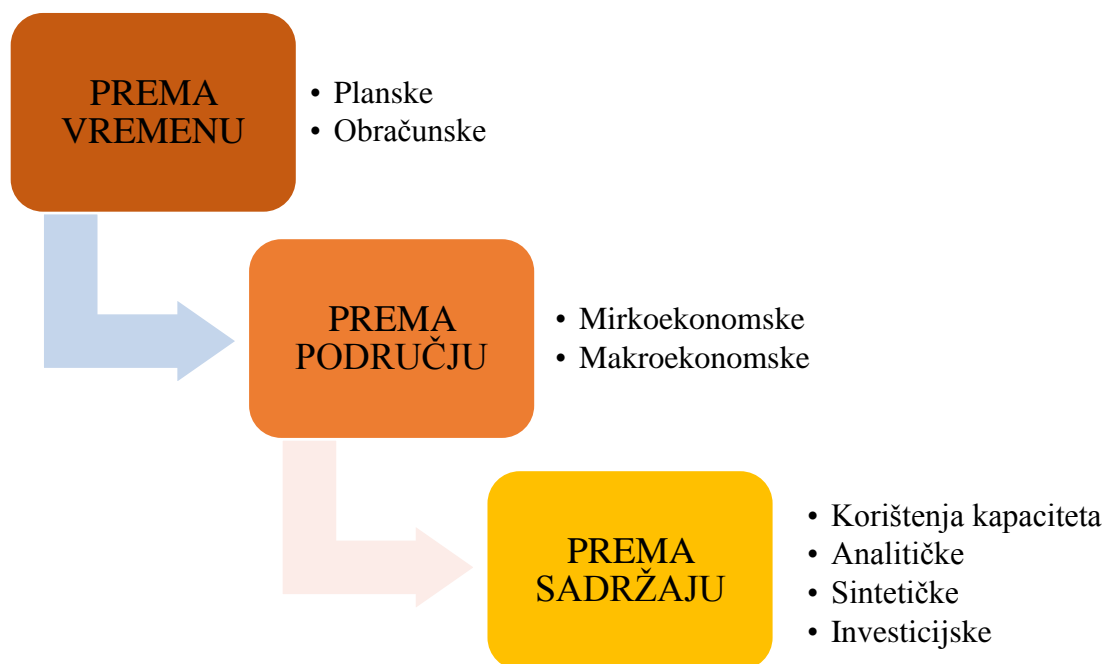 PREMA
VREMENU
• Planske
• Obračunske
PREMA
PODRUČJU
• Mirkoekonomske
• Makroekonomske
PREMA
SADRŽAJU
• Korištenja kapaciteta
• Analitičke
• Sintetičke
• Investicijske